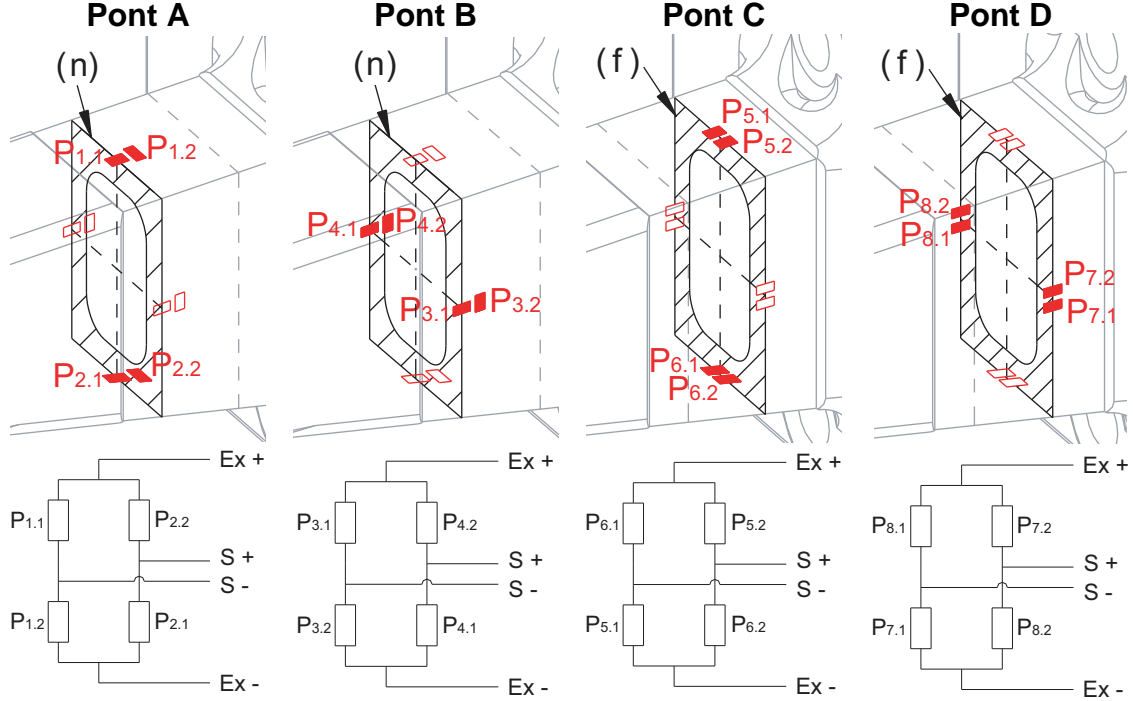 Pont A
Pont B
Pont C
Pont D
(n)
P1.1
P1.2
P2.1
P2.2
(n)
P4.1
P4.2
P3.1
P3.2
(f)
P5.1
P5.2
P6.1
P6.2
(f)
P8.2
P8.1
P7.2
P7.1
Ex +
P1.1
P2.2
S +
S -
P1.2
P2.1
Ex -
Ex +
P3.1
P4.2
S +
S -
P3.2
P4.1
Ex -
Ex +
P6.1
P5.2
S +
S -
P5.1
P6.2
Ex -
Ex +
P8.1
P7.2
S +
S -
P7.1
P8.2
Ex -